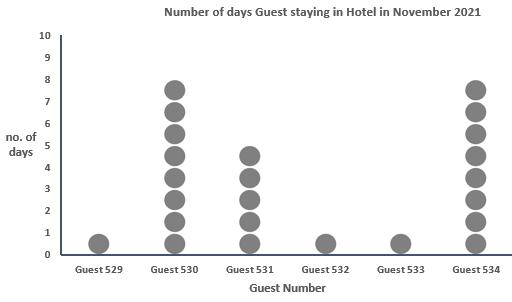 Number of days Guest staying in Hotel in November 2021
10
9
8
7
6
5
4
3
2
1
0
no. of
days
Guest 529 Guest 530 Guest 531 Guest 532 Guest 533 Guest 534
Guest Number